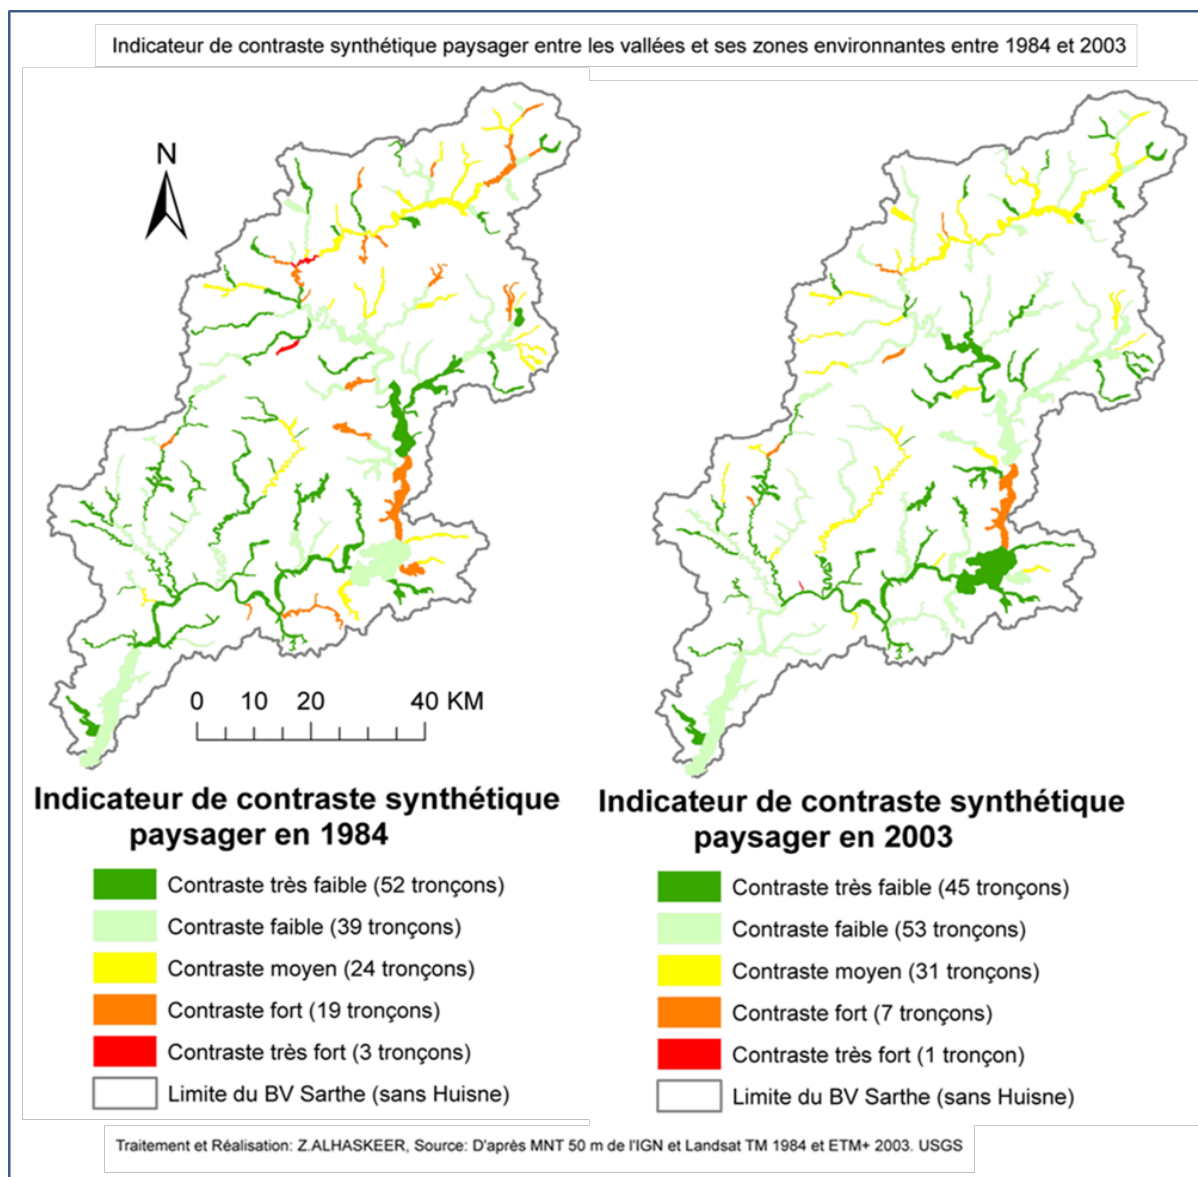 Indicateur de contraste synthétique paysager entre les vallées et ses zones environnantes entre 1984 et 2003
N
0 10 20 40 KM
Indicateur de contraste synthétique
paysager en 1984
Contraste très faible (52 tronçons)
Contraste faible (39 tronçons)
Contraste moyen (24 tronçons)
Contraste fort (19 tronçons)
Contraste très fort (3 tronçons)
Limite du BV Sarthe (sans Huisne)
Indicateur de contraste synthétique
paysager en 2003
Contraste très faible (45 tronçons)
Contraste faible (53 tronçons)
Contraste moyen (31 tronçons)
Contraste fort (7 tronçons)
Contraste très fort (1 tronçon)
Limite du BV Sarthe (sans Huisne)
Traitement et Réalisation: Z.ALHASKEER, Source: D'après MNT 50 m de l'IGN et Landsat TM 1984 et ETM+ 2003. USGS